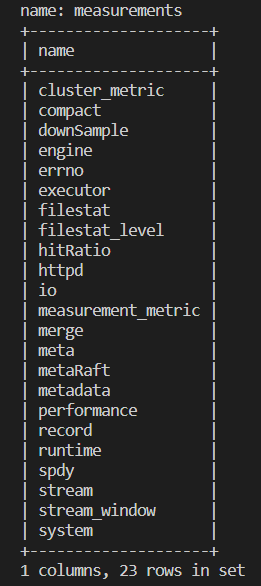 name: measurements
+--------------------+
| name               |
+--------------------+
| cluster_metric     |
| compact            |
| downSample         |
| engine             |
| errno              |
| executor           |
| filestat           |
| filestat_level     |
| hitRatio           |
| httpd              |
| io                 |
| measurement_metric |
| merge              |
| meta               |
| metaRaft           |
| metadata           |
| performance        |
| record             |
| runtime            |
| spdy               |
| stream             |
| stream_window      |
| system             |
+--------------------+
1 columns, 23 rows in set